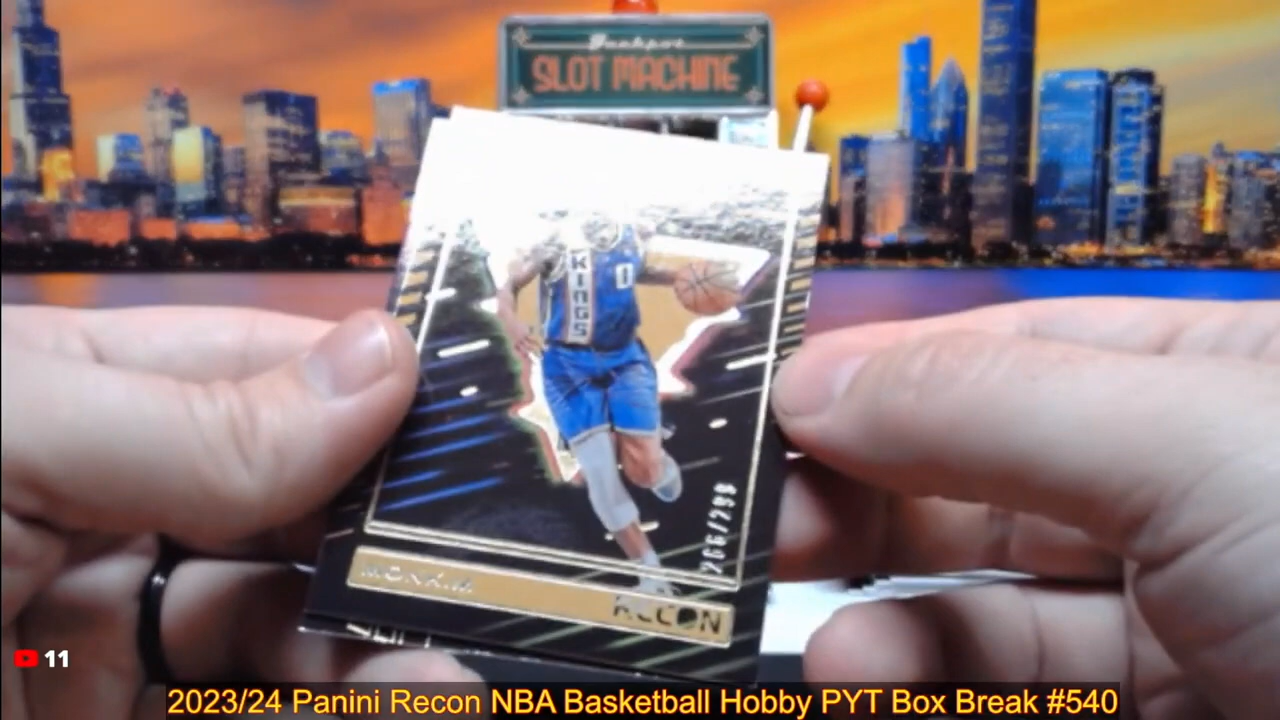 Jackpot
SLOT MACHINE
KINGS
0
266/299
MONK.M
RECON
11
2023/24 Panini Recon NBA Basketball Hobby PYT Box Break #540